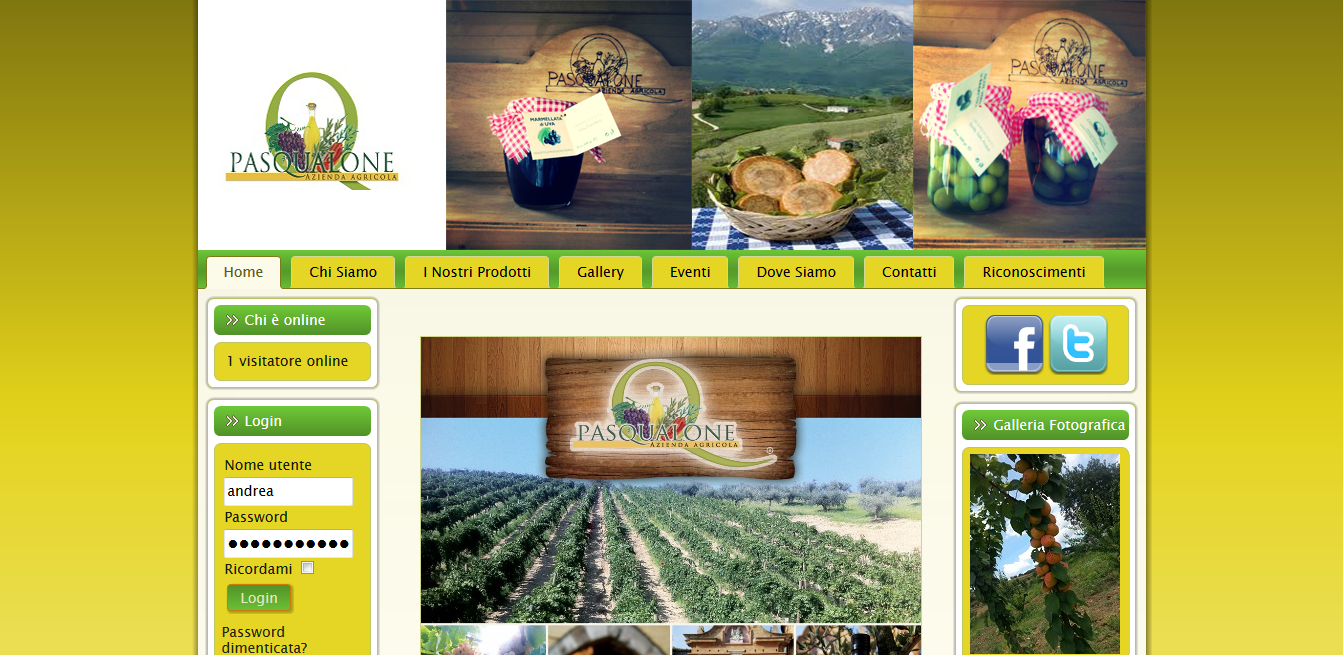 PASQUALONE
AZIENDA AGRICOLA
PASQUALONE
AZIENDA AGRICOLA
MARMELLATA
di UVA
PASQUALONE
AZIENDA AGRICOLA
Home
Chi Siamo
I Nostri Prodotti
Gallery
Eventi
Dove Siamo
Contatti
Riconoscimenti
Chi è online
1 visitatore online
Login
Nome utente
andrea
Password
●●●●●●●●●●●
Ricordami
Login
Password
dimenticata?
PASQUALONE
AZIENDA AGRICOLA
f
t
Galleria Fotografica